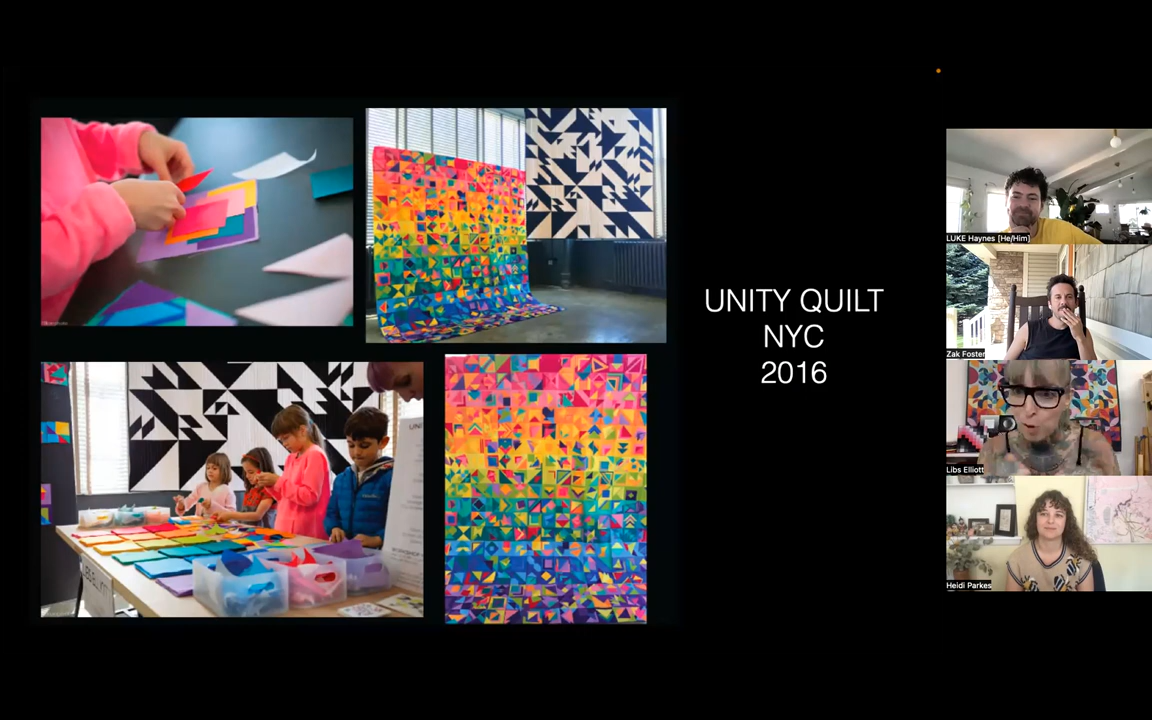 UNITY QUILT
NYC
2016
LUKE Haynes [He/Him]
Zak Foster
Libs Elliott
Heidi Parkes